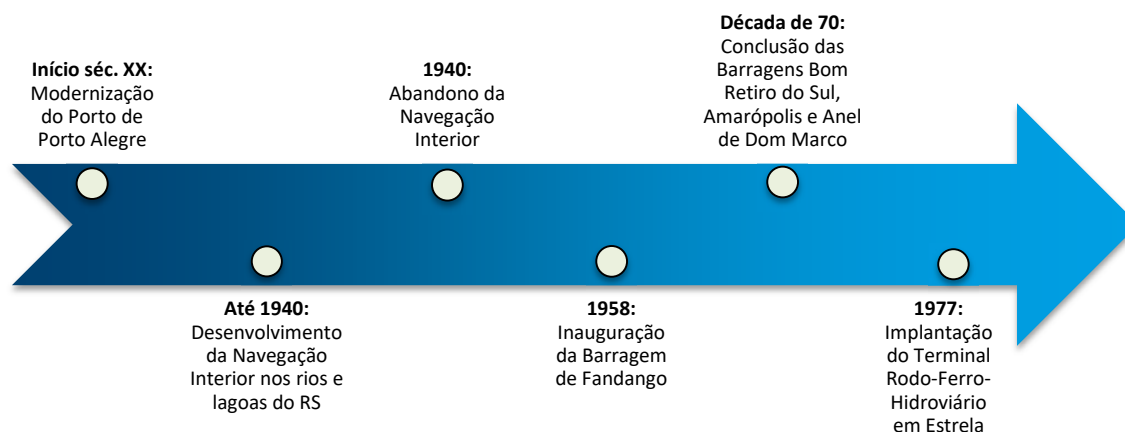 Início séc. XX:
Modernização
do Porto de
Porto Alegre
Até 1940:
Desenvolvimento
da Navegação
Interior nos rios e
lagoas do RS
1940:
Abandono da
Navegação
Interior
1958:
Inauguração
da Barragem
de Fandango
Década de 70:
Conclusão das
Barragens Bom
Retiro do Sul,
Amarópolis e Anel
de Dom Marco
1977:
Implantação
do Terminal
Rodo-Ferro-
Hidroviário
em Estrela